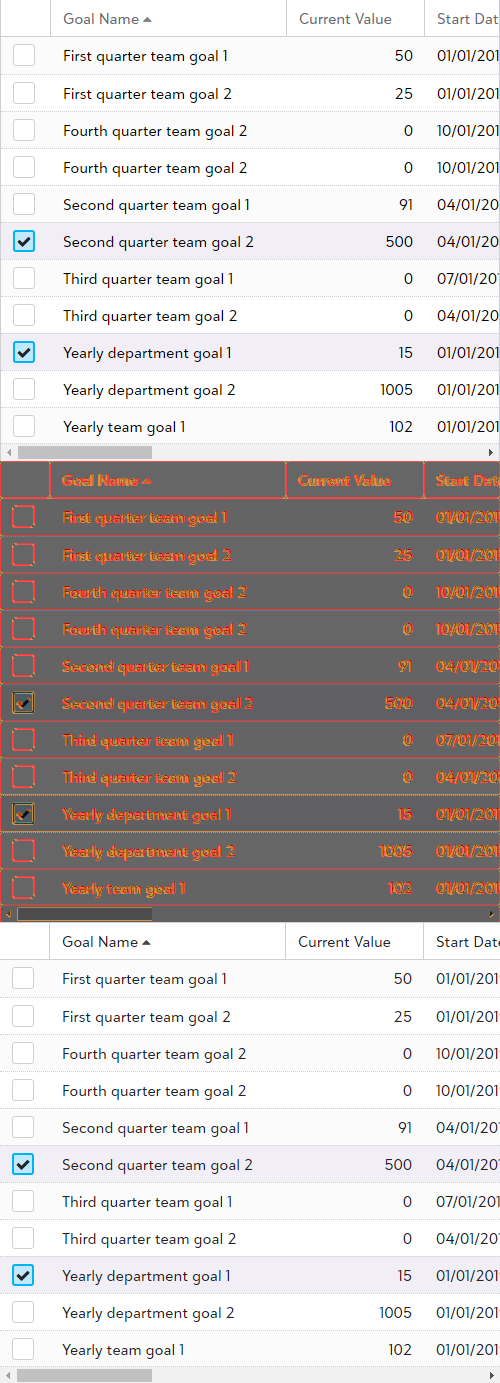 Goal Name Current Value Start Dat
First quarter team goal 1 50 01/01/201
First quarter team goal 2 25 01/01/201
Fourth quarter team goal 2 0 10/01/201
Fourth quarter team goal 2 0 10/01/201
Second quarter team goal 1 91 04/01/20
Second quarter team goal 2 500 04/01/20
Third quarter team goal 1 0 07/01/20
Third quarter team goal 2 0 04/01/20
Yearly department goal 1 15 01/01/201
Yearly department goal 2 1005 01/01/201
Yearly team goal 1 102 01/01/201
Goal Name Current Value Start Dat
First quarter team goal 1 50 01/01/201
First quarter team goal 2 25 01/01/201
Fourth quarter team goal 2 0 10/01/201
Fourth quarter team goal 2 0 10/01/201
Second quarter team goal 1 91 04/01/201
Second quarter team goal 2 500 04/01/201
Third quarter team goal 1 0 07/01/201
Third quarter team goal 2 0 04/01/201
Yearly department goal 1 15 01/01/201
Yearly department goal 2 1005 01/01/201
Yearly team goal 1 102 01/01/201
Goal Name Current Value Start Date
First quarter team goal 1 50 01/01/201
First quarter team goal 2 25 01/01/201
Fourth quarter team goal 2 0 10/01/201
Fourth quarter team goal 2 0 10/01/201
Second quarter team goal 1 91 04/01/20
Second quarter team goal 2 500 04/01/20
Third quarter team goal 1 0 07/01/201
Third quarter team goal 2 0 04/01/20
Yearly department goal 1 15 01/01/201
Yearly department goal 2 1005 01/01/201
Yearly team goal 1 102 01/01/201